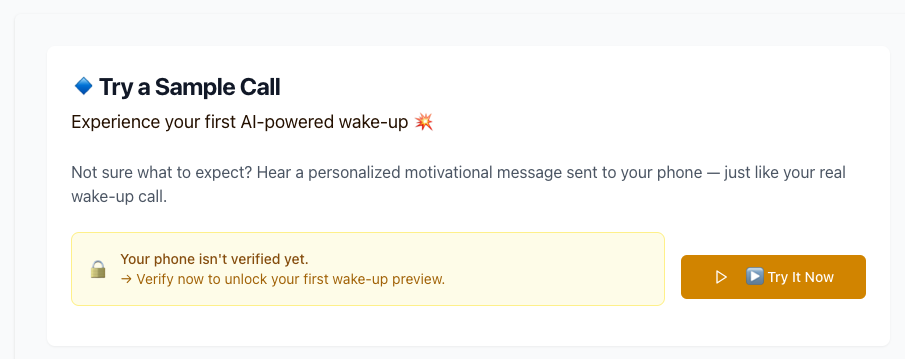 🔷 Try a Sample Call
Experience your first AI-powered wake-up 💥
Not sure what to expect? Hear a personalized motivational message sent to your phone — just like your real
wake-up call.
Your phone isn't verified yet.
→ Verify now to unlock your first wake-up preview.
▶️ Try It Now